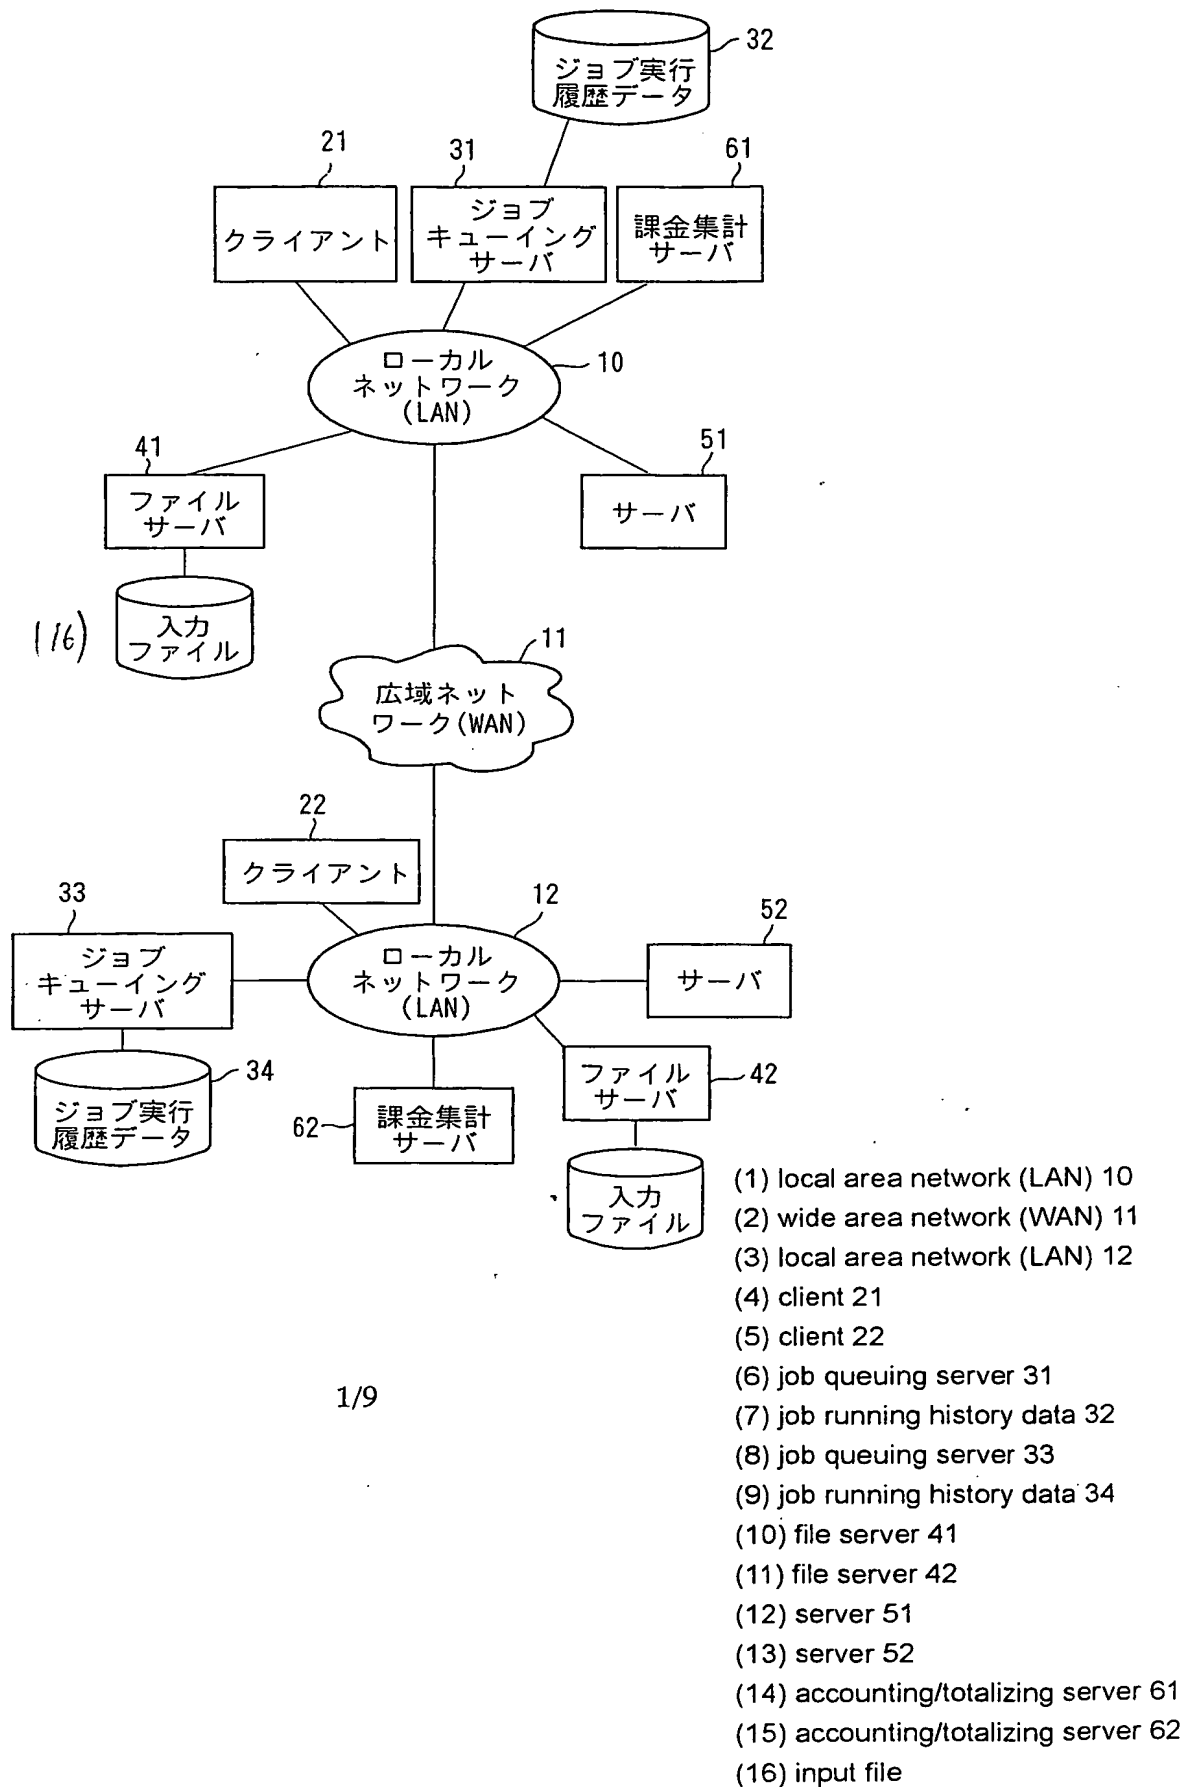 32
ジョブ実行
履歴データ
21
31
61
クライアント
ジョブ
キューイング
サーバ
課金集計
サーバ
ローカル
ネットワーク
(LAN)
10
41
ファイル
サーバ
51
サーバ
(16)
入力
ファイル
11
広域ネット
ワーク(WAN)
22
クライアント
33
ジョブ
キューイング
サーバ
12
ローカル
ネットワーク
(LAN)
52
サーバ
34
ジョブ実行
履歴データ
62
課金集計
サーバ
ファイル
サーバ
42
入力
ファイル
(1) local area network (LAN) 10
(2) wide area network (WAN) 11
(3) local area network (LAN) 12
(4) client 21
(5) client 22
(6) job queuing server 31
(7) job running history data 32
(8) job queuing server 33
(9) job running history data 34
(10) file server 41
(11) file server 42
(12) server 51
(13) server 52
(14) accounting/totalizing server 61
(15) accounting/totalizing server 62
(16) input file
1/9